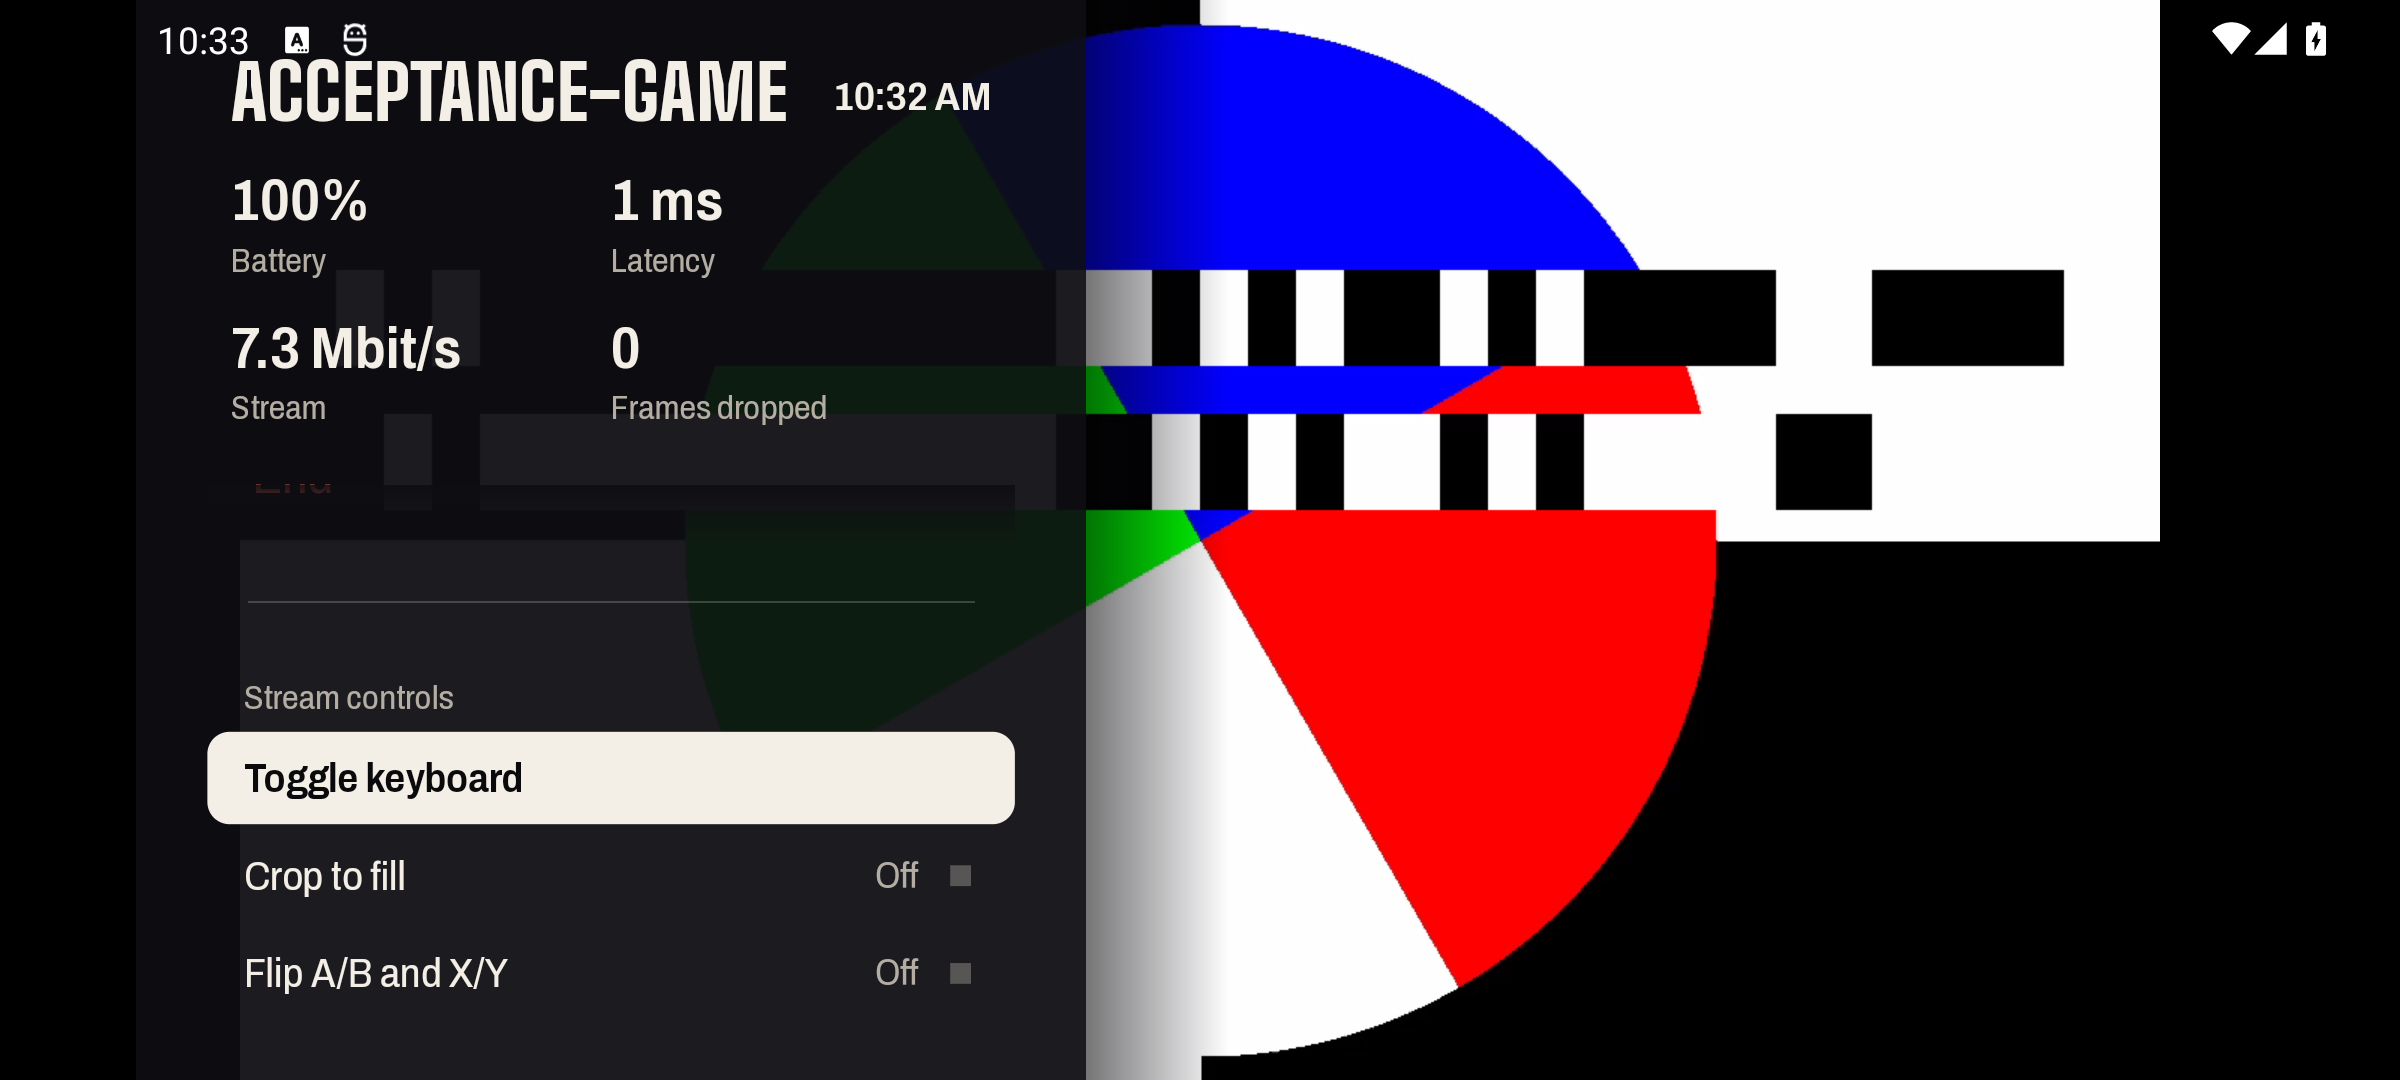 10:33
ACCEPTANCE-GAME 10:32 AM
100% 1 ms
Battery Latency
7.3 Mbit/s 0
Stream Frames dropped
Stream controls
Toggle keyboard
Crop to fill Off
Flip A/B and X/Y Off